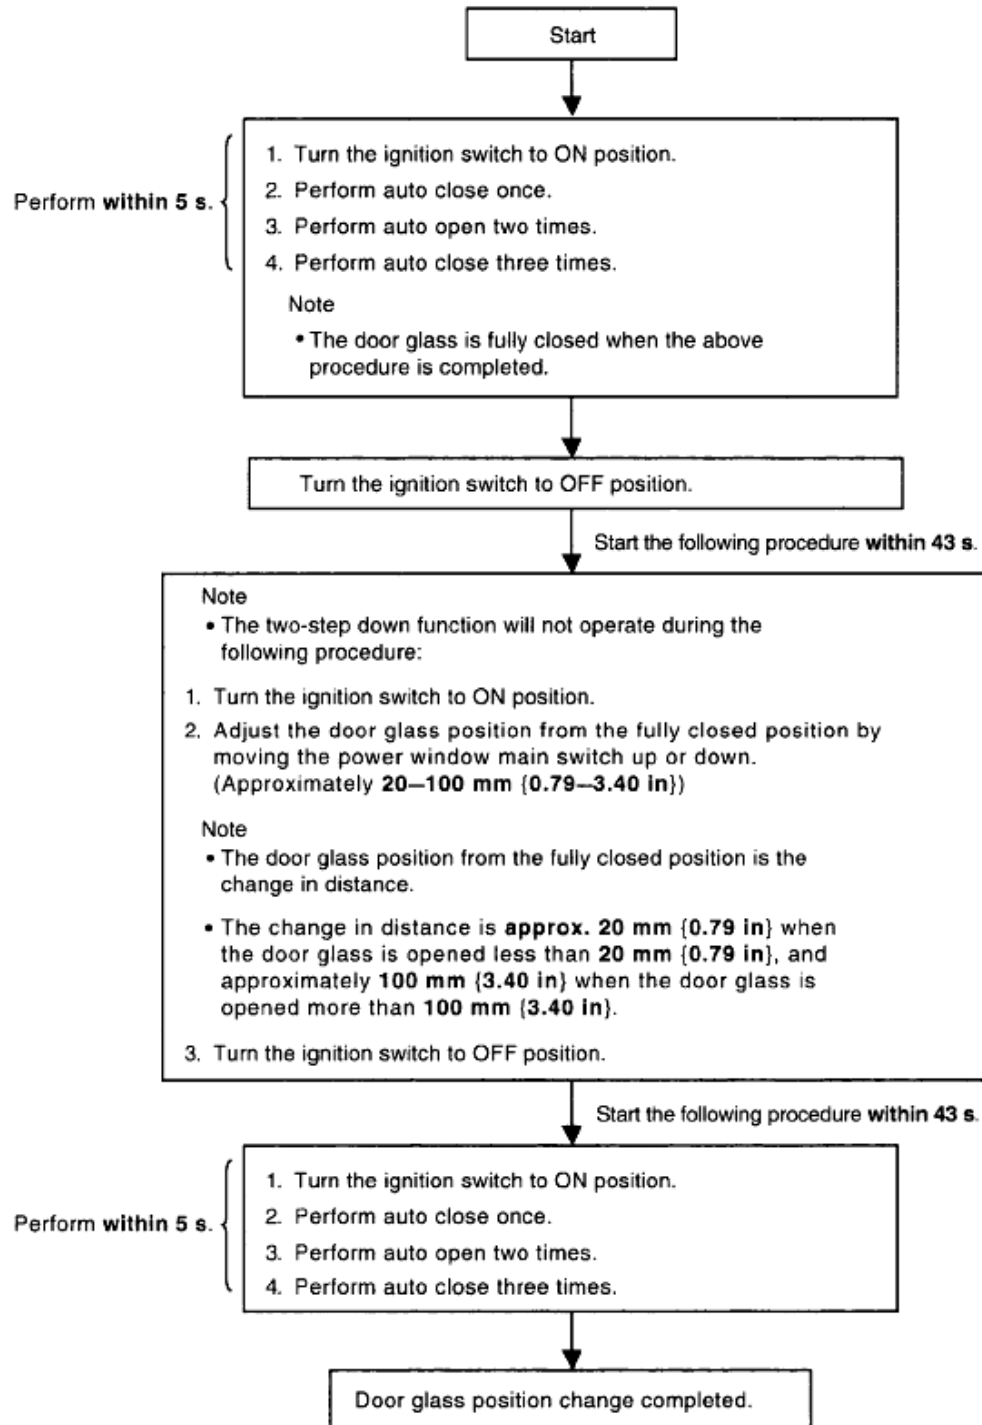 Start
Perform within 5 s.
1. Turn the ignition switch to ON position.
2. Perform auto close once.
3. Perform auto open two times.
4. Perform auto close three times.
Note
• The door glass is fully closed when the above
procedure is completed.
Turn the ignition switch to OFF position.
Start the following procedure within 43 s.
Note
• The two-step down function will not operate during the
following procedure:
1. Turn the ignition switch to ON position.
2. Adjust the door glass position from the fully closed position by
moving the power window main switch up or down.
(Approximately 20—100 mm {0.79—3.40 in})
Note
• The door glass position from the fully closed position is the
change in distance.
• The change in distance is approx. 20 mm {0.79 in} when
the door glass is opened less than 20 mm {0.79 in}, and
approximately 100 mm {3.40 in} when the door glass is
opened more than 100 mm {3.40 in}.
3. Turn the ignition switch to OFF position.
Start the following procedure within 43 s.
Perform within 5 s.
1. Turn the ignition switch to ON position.
2. Perform auto close once.
3. Perform auto open two times.
4. Perform auto close three times.
Door glass position change completed.